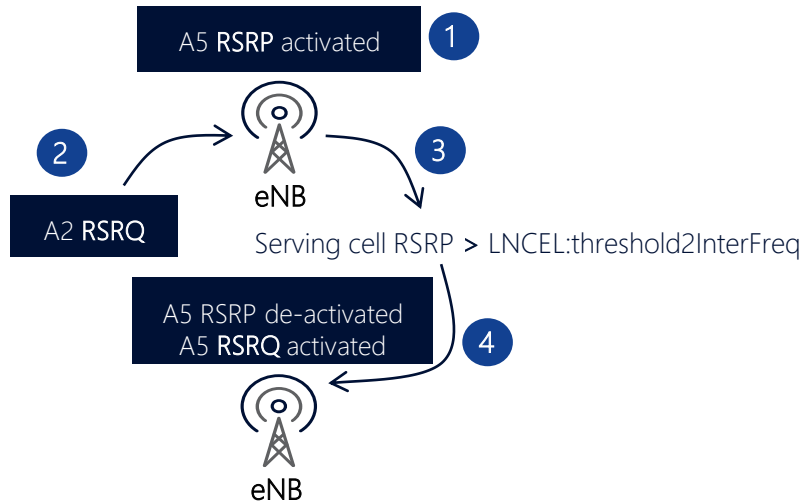 A5 RSRP activated
1
2
3
eNB
A2 RSRQ
Serving cell RSRP > LNCEL:threshold2InterFreq
A5 RSRP de-activated
A5 RSRQ activated
4
eNB